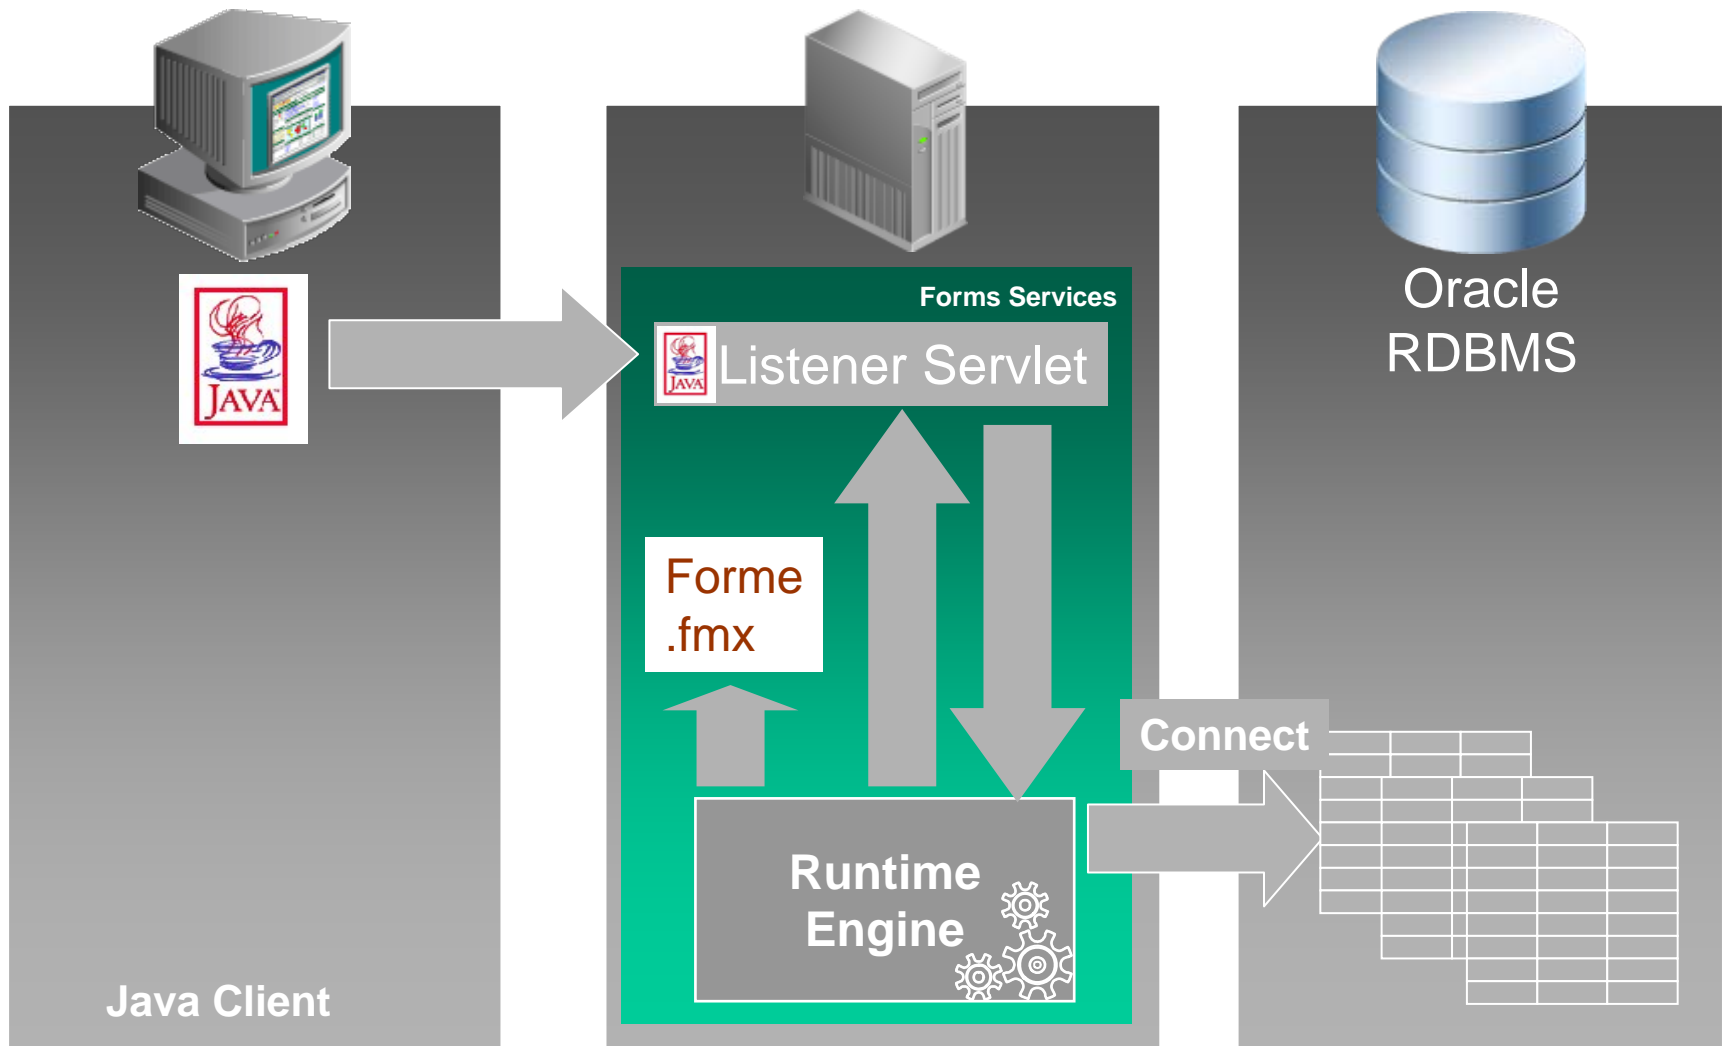 JAVA
Forms Services
JAVA
Listener Servlet
Oracle
RDBMS
Forme
.fmx
Connect
Runtime
Engine
Java Client